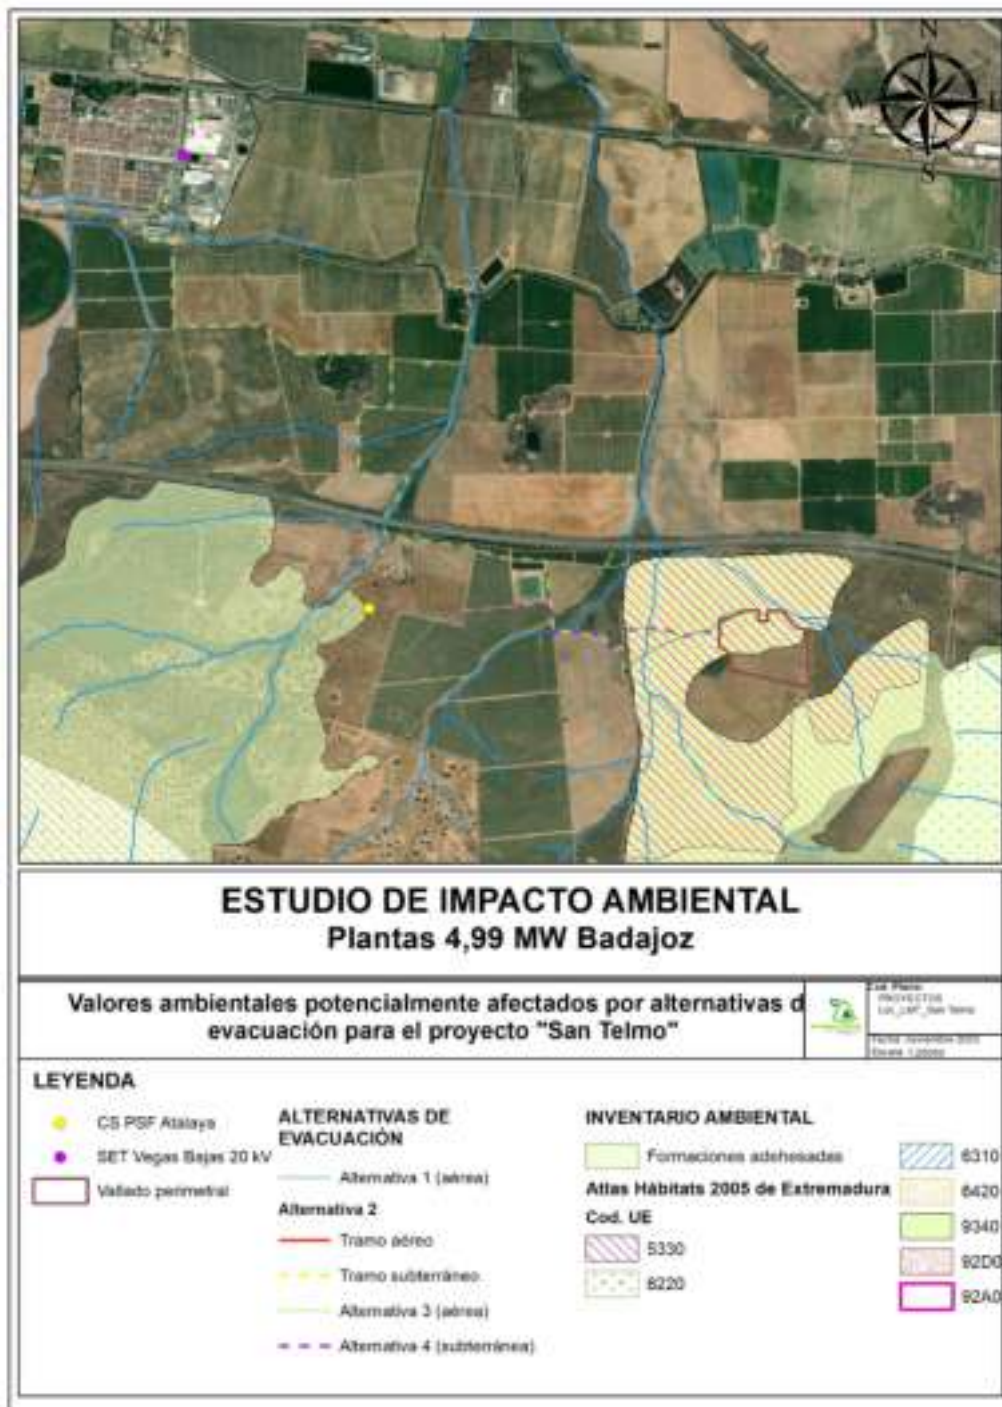 N
W
E
S
ESTUDIO DE IMPACTO AMBIENTAL
Plantas 4,99 MW Badajoz
Valores ambientales potencialmente afectados por alternativas d
evacuación para el proyecto "San Telmo"
PROYECTOS
LEYENDA
CS PSF Atalaya
SET Vegas Bajas 20 kV
Vallado perimetral
ALTERNATIVAS DE
EVACUACIÓN
Alternativa 1 (aérea)
Alternativa 2
Tramo aéreo
Tramo subterráneo
Alternativa 3 (aérea)
Alternativa 4 (subterránea)
INVENTARIO AMBIENTAL
Formaciones adehesadas
Atlas Hábitats 2005 de Extremadura
Cod. UE
5330
6220
6310
6420
9340
92D0
92A0